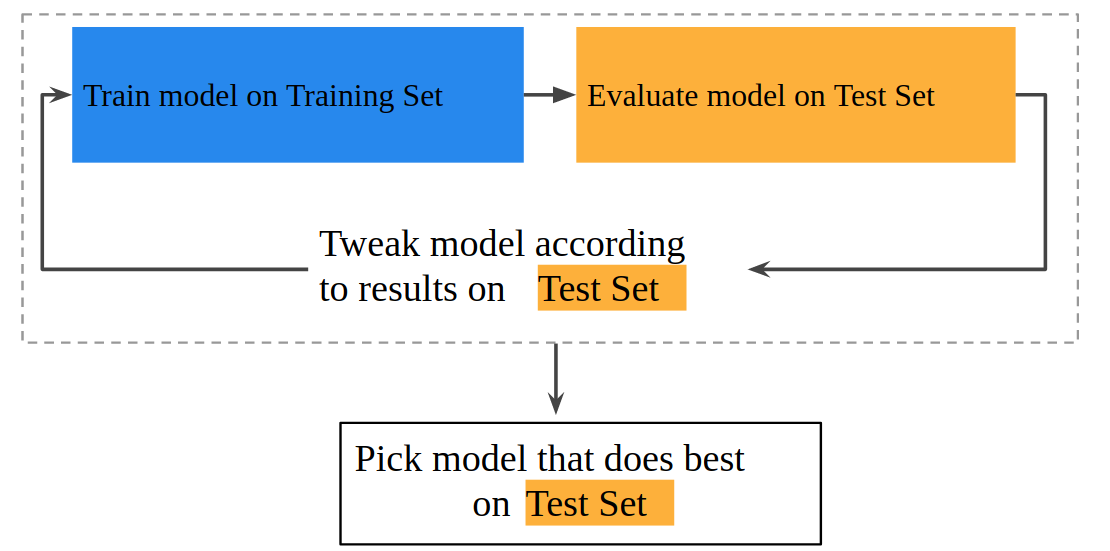 Train model on Training Set
Evaluate model on Test Set
Tweak model according
to results on Test Set
Pick model that does best
on Test Set